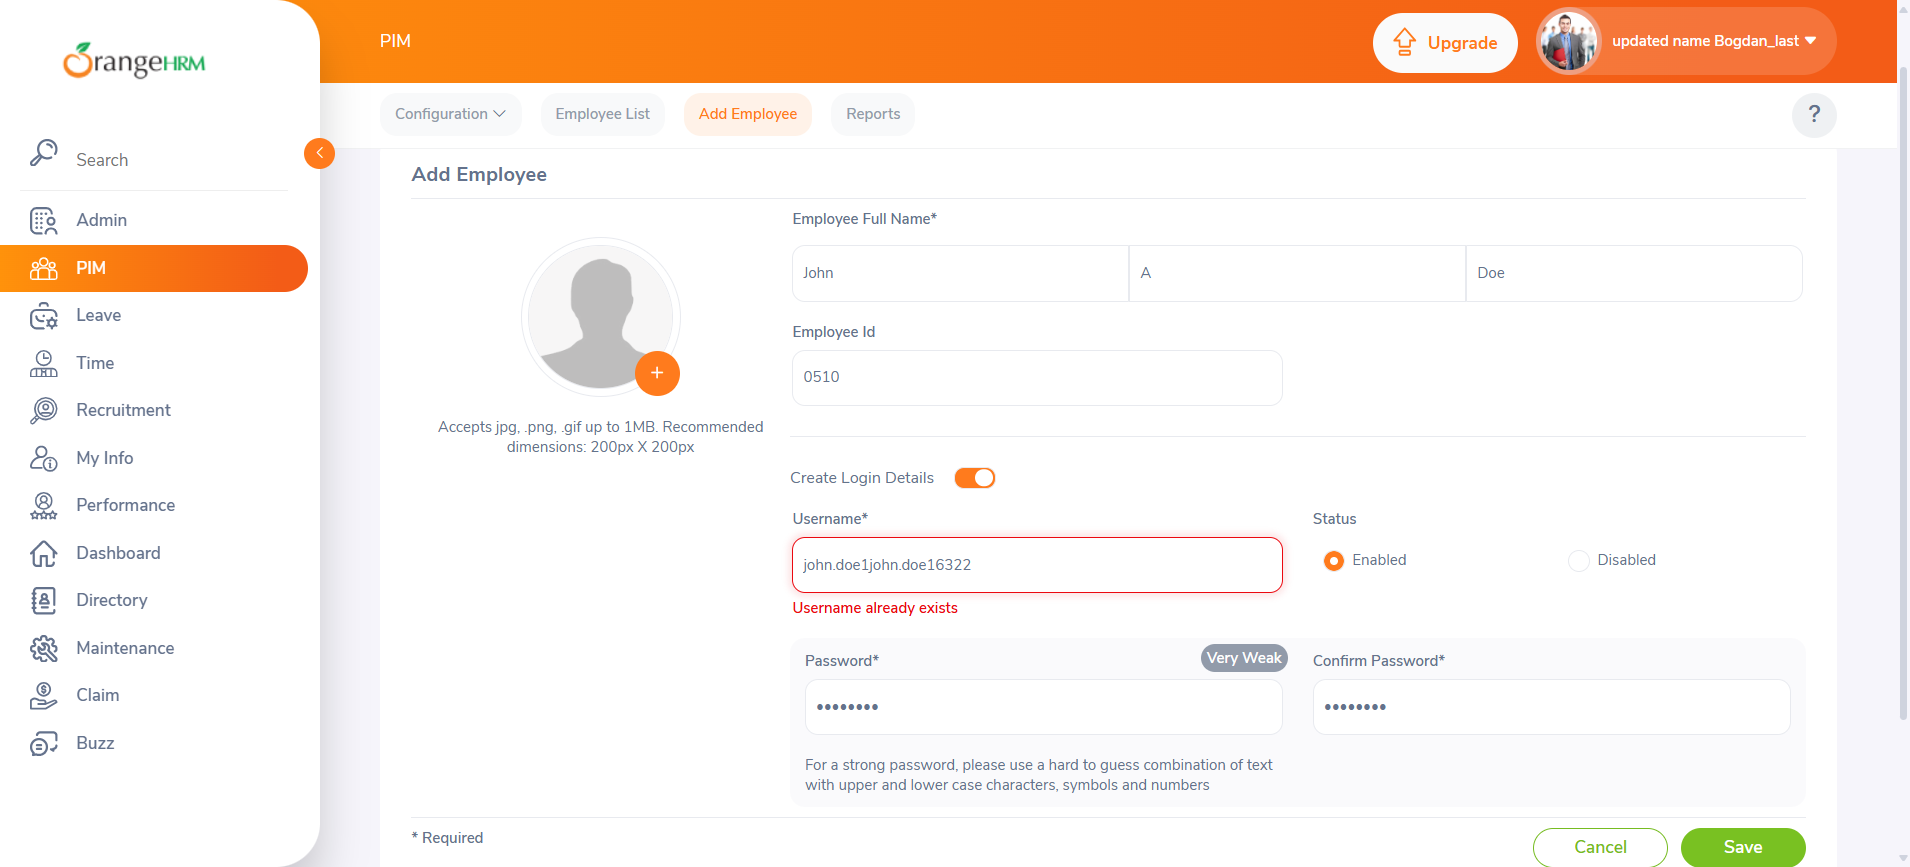 OrangeHRM
PIM
Upgrade
updated name Bogdan_last
Configuration
Employee List
Add Employee
Reports
?
Search
Admin
PIM
Leave
Time
Recruitment
My Info
Performance
Dashboard
Directory
Maintenance
Claim
Buzz
Add Employee
Accepts jpg, .png, .gif up to 1MB. Recommended
dimensions: 200px X 200px
Employee Full Name*
John
A
Doe
Employee Id
0510
Create Login Details
Username*
john.doe1john.doe16322
Username already exists
Status
Enabled
Disabled
Password*
Very Weak
••••••••
Confirm Password*
••••••••
For a strong password, please use a hard to guess combination of text
with upper and lower case characters, symbols and numbers
* Required
Cancel
Save